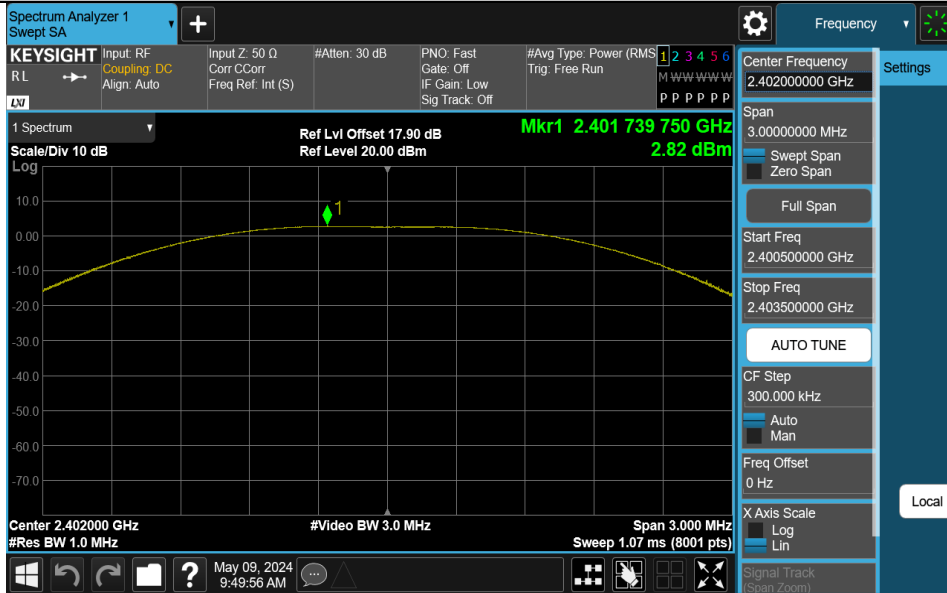 Spectrum Analyzer 1
Swept SA
+
Frequency
KEYSIGHT
R L
LXI
Input: RF
Coupling: DC
Align: Auto
Input Z: 50 Ω
Corr CCorr
Freq Ref: Int (S)
#Atten: 30 dB
PNO: Fast
Gate: Off
IF Gain: Low
Sig Track: Off
#Avg Type: Power (RMS
Trig: Free Run
1 2 3 4 5 6
M W W W W W
P P P P P P
1 Spectrum
Scale/Div 10 dB
Log
Ref Lvl Offset 17.90 dB
Ref Level 20.00 dBm
Mkr1 2.401 739 750 GHz
2.82 dBm
1
10.0
0.00
-10.0
-20.0
-30.0
-40.0
-50.0
-60.0
-70.0
Center 2.402000 GHz
#Res BW 1.0 MHz
#Video BW 3.0 MHz
Span 3.000 MHz
Sweep 1.07 ms (8001 pts)
Center Frequency
2.402000000 GHz
Span
3.00000000 MHz
Swept Span
Zero Span
Full Span
Start Freq
2.400500000 GHz
Stop Freq
2.403500000 GHz
AUTO TUNE
CF Step
300.000 kHz
Auto
Man
Freq Offset
0 Hz
X Axis Scale
Log
Lin
Signal Track
(Span Zoom)
Settings
Local
?
May 09, 2024
9:49:56 AM